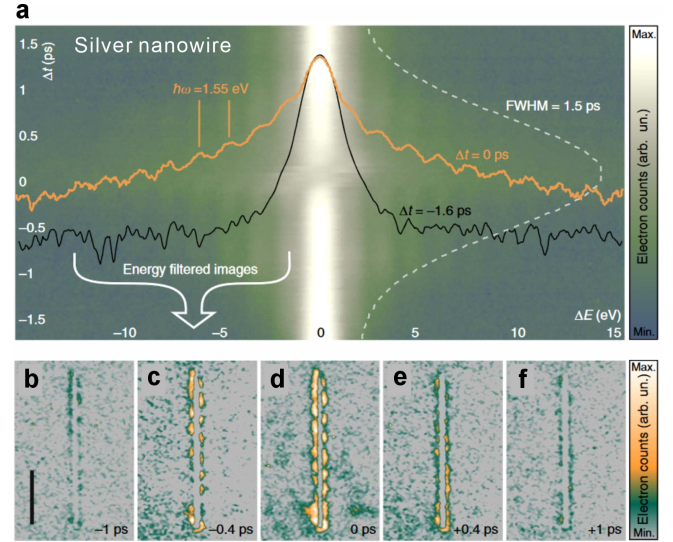 a
Silver nanowire
Δt (ps)
1.5
1
0.5
0
−0.5
−1
−1.5
ħω =1.55 eV
FWHM = 1.5 ps
Δt = 0 ps
Δt = −1.6 ps
Energy filtered images
ΔE (eV)
−10
−5
0
5
10
15
Max.
Electron counts (arb. un.)
Min.
b
c
d
e
f
−1 ps
−0.4 ps
0 ps
+0.4 ps
+1 ps
Max.
Electron counts (arb. un.)
Min.